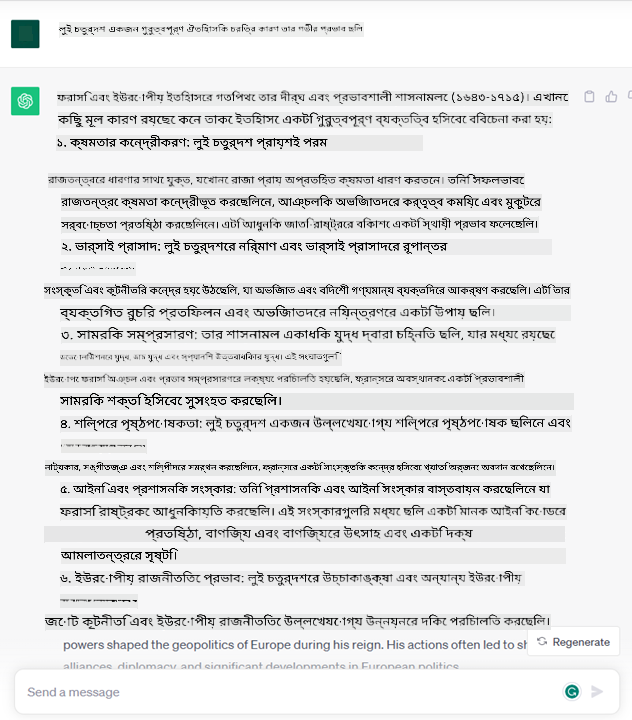 লুই চতুর্দশ একজন গুরুত্বপূর্ণ ঐতিহাসিক চরিত্র কারণ তার গভীর প্রভাব ছিল
ফরাসি এবং ইউরোপীয় ইতিহাসের গতিপথে তার দীর্ঘ এবং প্রভাবশালী শাসনামলে (১৬৪৩-১৭১৫)। এখানে
কিছু মূল কারণ রয়েছে কেন তাকে ইতিহাসে একটি গুরুত্বপূর্ণ ব্যক্তিত্ব হিসেবে বিবেচনা করা হয়:
১. ক্ষমতার কেন্দ্রীকরণ: লুই চতুর্দশ প্রায়শই পরম
রাজতন্ত্রের ধারণার সাথে যুক্ত, যেখানে রাজা প্রায় অপ্রতিহত ক্ষমতা ধারণ করতেন। তিনি সফলভাবে
রাজতন্ত্রে ক্ষমতা কেন্দ্রীভূত করেছিলেন, আঞ্চলিক অভিজাতদের কর্তৃত্ব কমিয়ে এবং মুকুটের
সর্বোচ্চতা প্রতিষ্ঠা করেছিলেন। এটি আধুনিক জাতি-রাষ্ট্রের বিকাশে একটি স্থায়ী প্রভাব ফেলেছিল।
২. ভার্সাই প্রাসাদ: লুই চতুর্দশের নির্মাণ এবং ভার্সাই প্রাসাদের রূপান্তর
সংস্কৃতি এবং কূটনীতির কেন্দ্র হয়ে উঠেছিল, যা অভিজাত এবং বিদেশী গণ্যমান্য ব্যক্তিদের আকর্ষণ করেছিল। এটি তার
ব্যক্তিগত রুচির প্রতিফলন এবং অভিজাতদের নিয়ন্ত্রণের একটি উপায় ছিল।
৩. সামরিক সম্প্রসারণ: তার শাসনামল একাধিক যুদ্ধ দ্বারা চিহ্নিত ছিল, যার মধ্যে রয়েছে
যুদ্ধ, যুদ্ধ এবং স্প্যানিশ উত্তরাধিকার যুদ্ধ। এই সংঘাতগুলি
ইউরোপে ফরাসি অঞ্চল এবং প্রভাব সম্প্রসারণের লক্ষ্যে পরিচালিত হয়েছিল, ফ্রান্সের অবস্থানকে একটি প্রভাবশালী
সামরিক শক্তি হিসেবে সুসংহত করেছিল।
৪. শিল্পের পৃষ্ঠপোষকতা: লুই চতুর্দশ একজন উল্লেখযোগ্য শিল্পের পৃষ্ঠপোষক ছিলেন এবং
নাট্যকার, সঙ্গীতজ্ঞ এবং শিল্পীদের সমর্থন করেছিলেন, ফ্রান্সের একটি সাংস্কৃতিক কেন্দ্র হিসেবে খ্যাতি অর্জনে অবদান রেখেছিলেন।
৫. আইনি এবং প্রশাসনিক সংস্কার: তিনি প্রশাসনিক এবং আইনি সংস্কার বাস্তবায়ন করেছিলেন যা
ফরাসি রাষ্ট্রকে আধুনিকায়িত করেছিল। এই সংস্কারগুলির মধ্যে ছিল একটি মানক আইনি কোডের
প্রতিষ্ঠা, বাণিজ্য এবং বাণিজ্যের উৎসাহ এবং একটি দক্ষ
আমলাতন্ত্রের সৃষ্টি।
৬. ইউরোপীয় রাজনীতিতে প্রভাব: লুই চতুর্দশের উচ্চাকাঙ্ক্ষা এবং অন্যান্য ইউরোপীয়
জোট কূটনীতি এবং ইউরোপীয় রাজনীতিতে উল্লেখযোগ্য উন্নয়নের দিকে পরিচালিত করেছিল।
powers shaped the geopolitics of Europe during his reign. His actions often led to
Regenerate
alliances, diplomacy, and significant developments in European politics.
Send a message